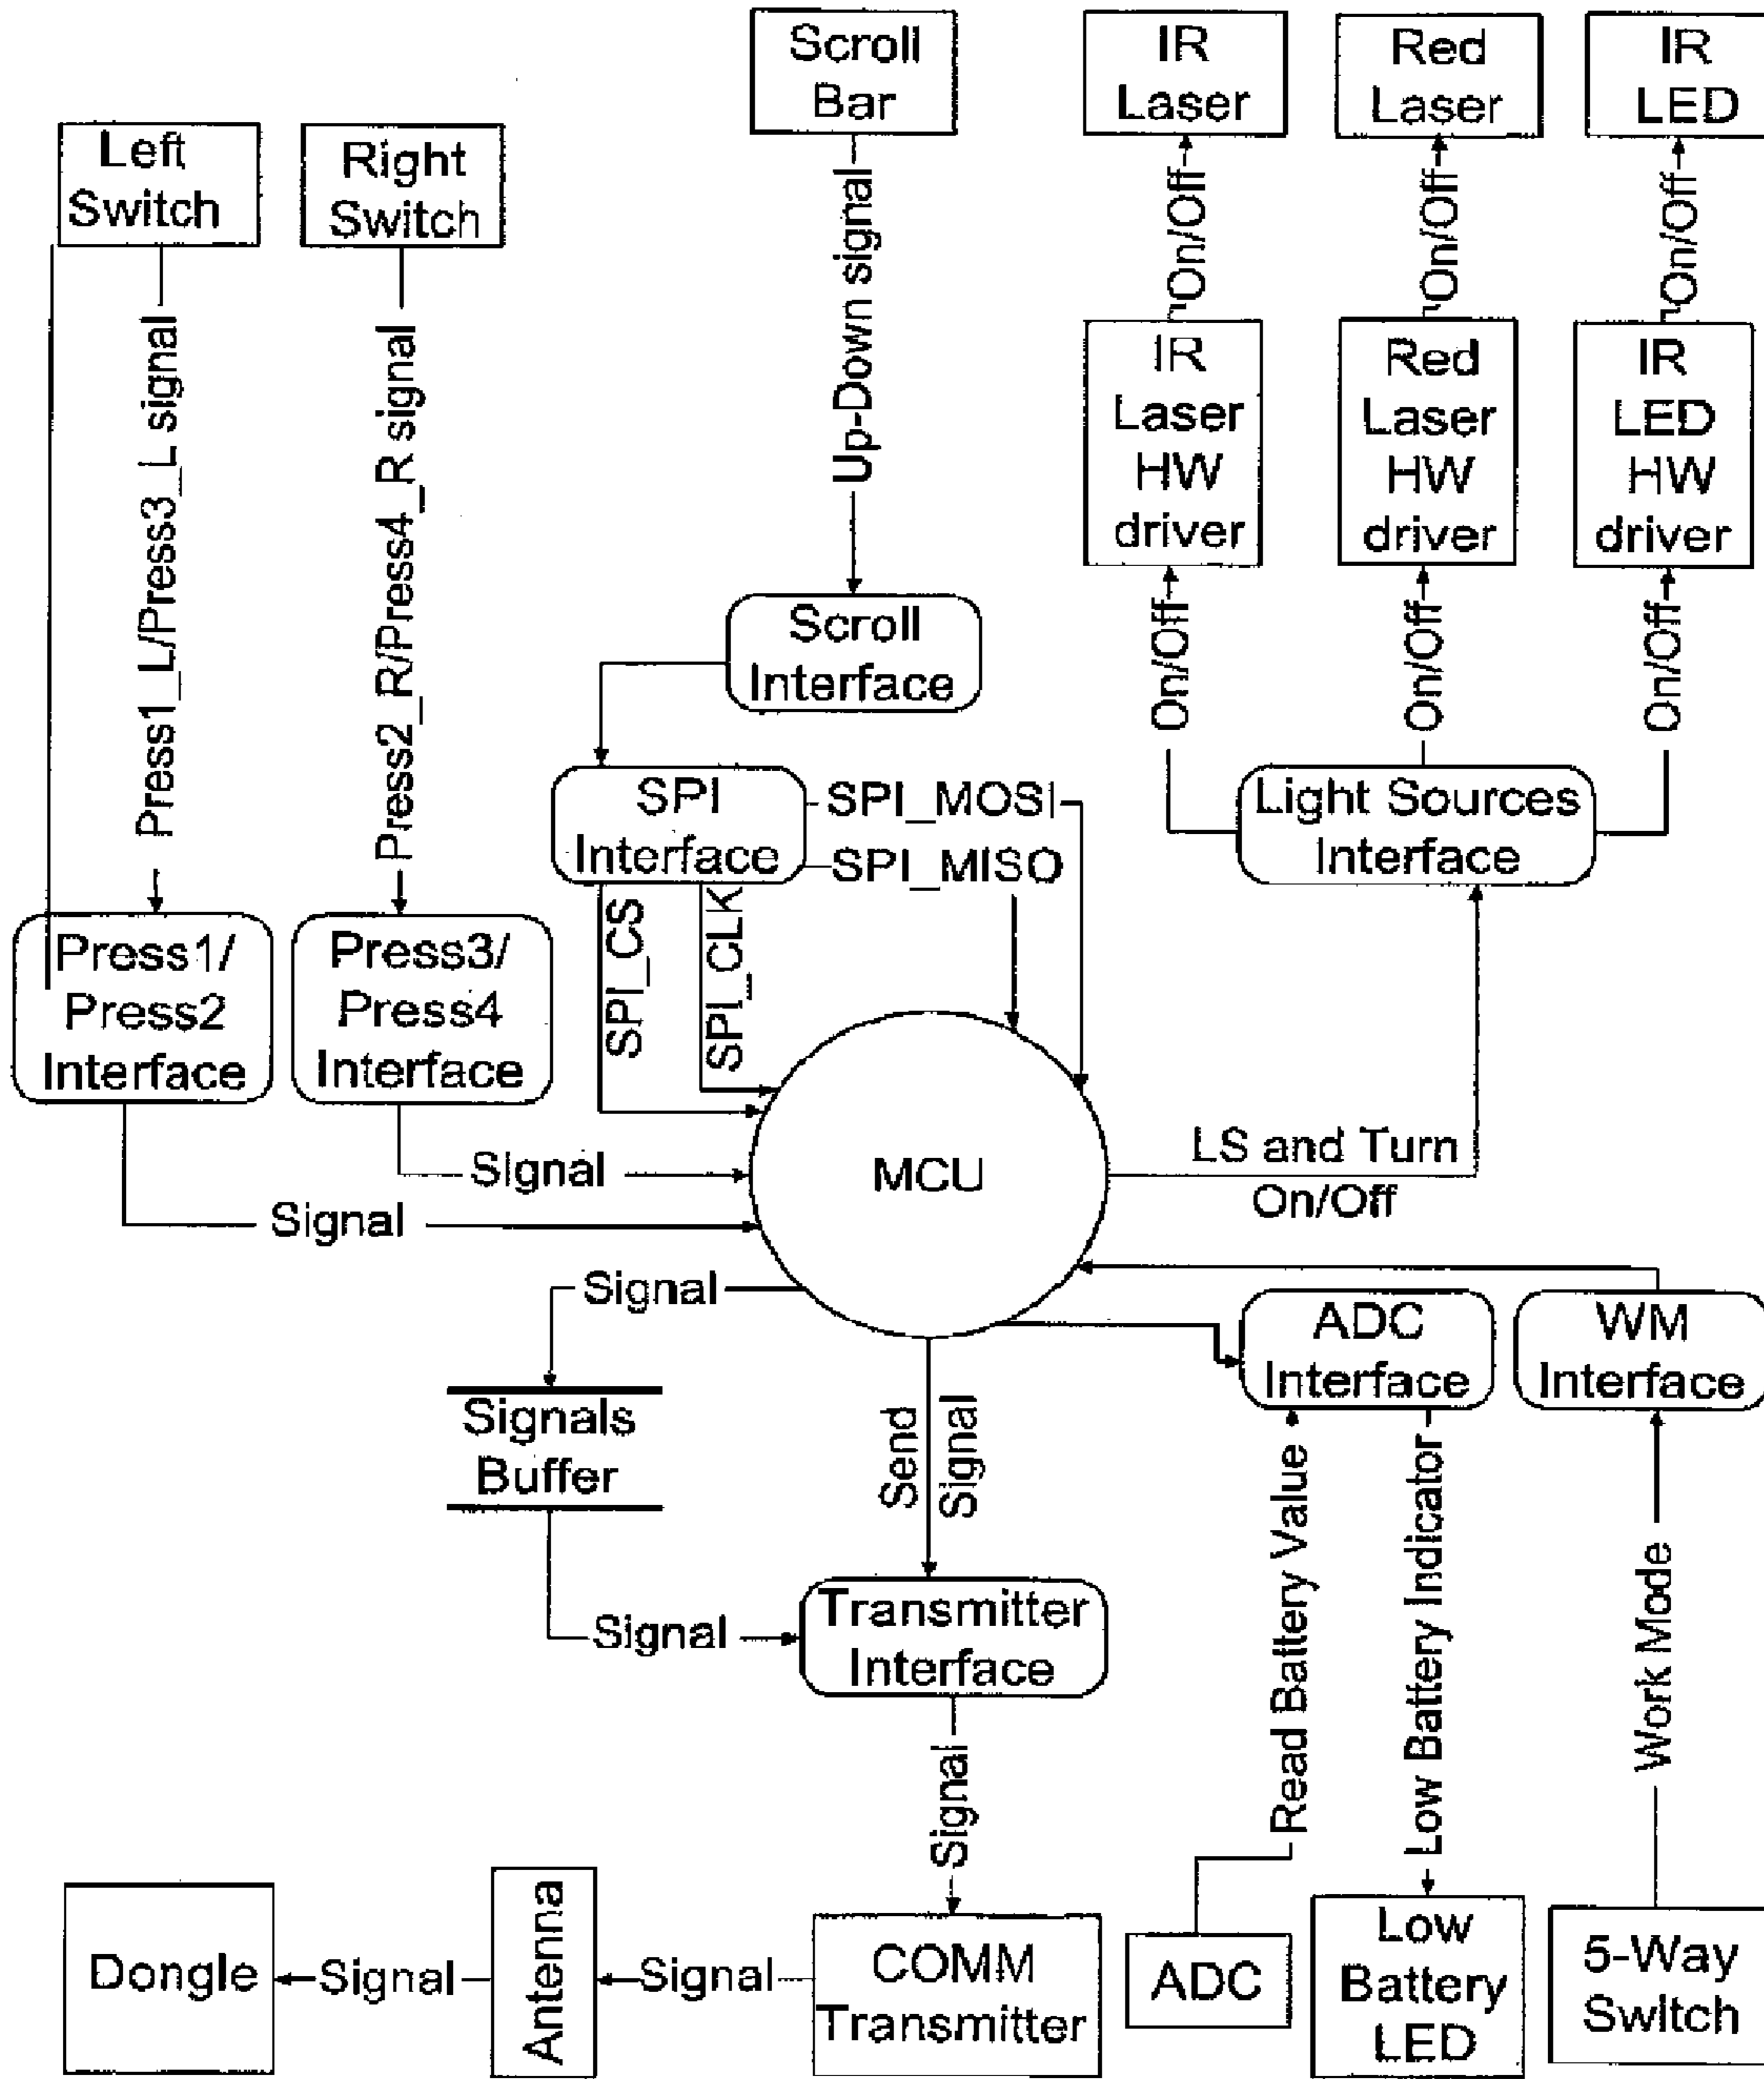 Scroll
Bar
IR
Laser
Red
Laser
IR
LED
Left
Switch
Right
Switch
Press1_L/Press3_L signal
Press2_R/Press4_R signal
Up-Down signal
On/Off
On/Off
On/Off
IR
Laser
HW
driver
Red
Laser
HW
driver
IR
LED
HW
driver
On/Off
On/Off
On/Off
Scroll
Interface
SPI
Interface
SPI_MOSI
SPI_MISO
SPI_CS
SPI_CLK
Light Sources
Interface
Press1/
Press2
Interface
Press3/
Press4
Interface
Signal
Signal
MCU
LS and Turn
On/Off
Signal
Signals
Buffer
Send
Signal
ADC
Interface
WM
Interface
Signal
Transmitter
Interface
Read Battery Value
Low Battery Indicator
Work Mode
Signal
Dongle
Signal
Antenna
Signal
COMM
Transmitter
ADC
Low
Battery
LED
5-Way
Switch